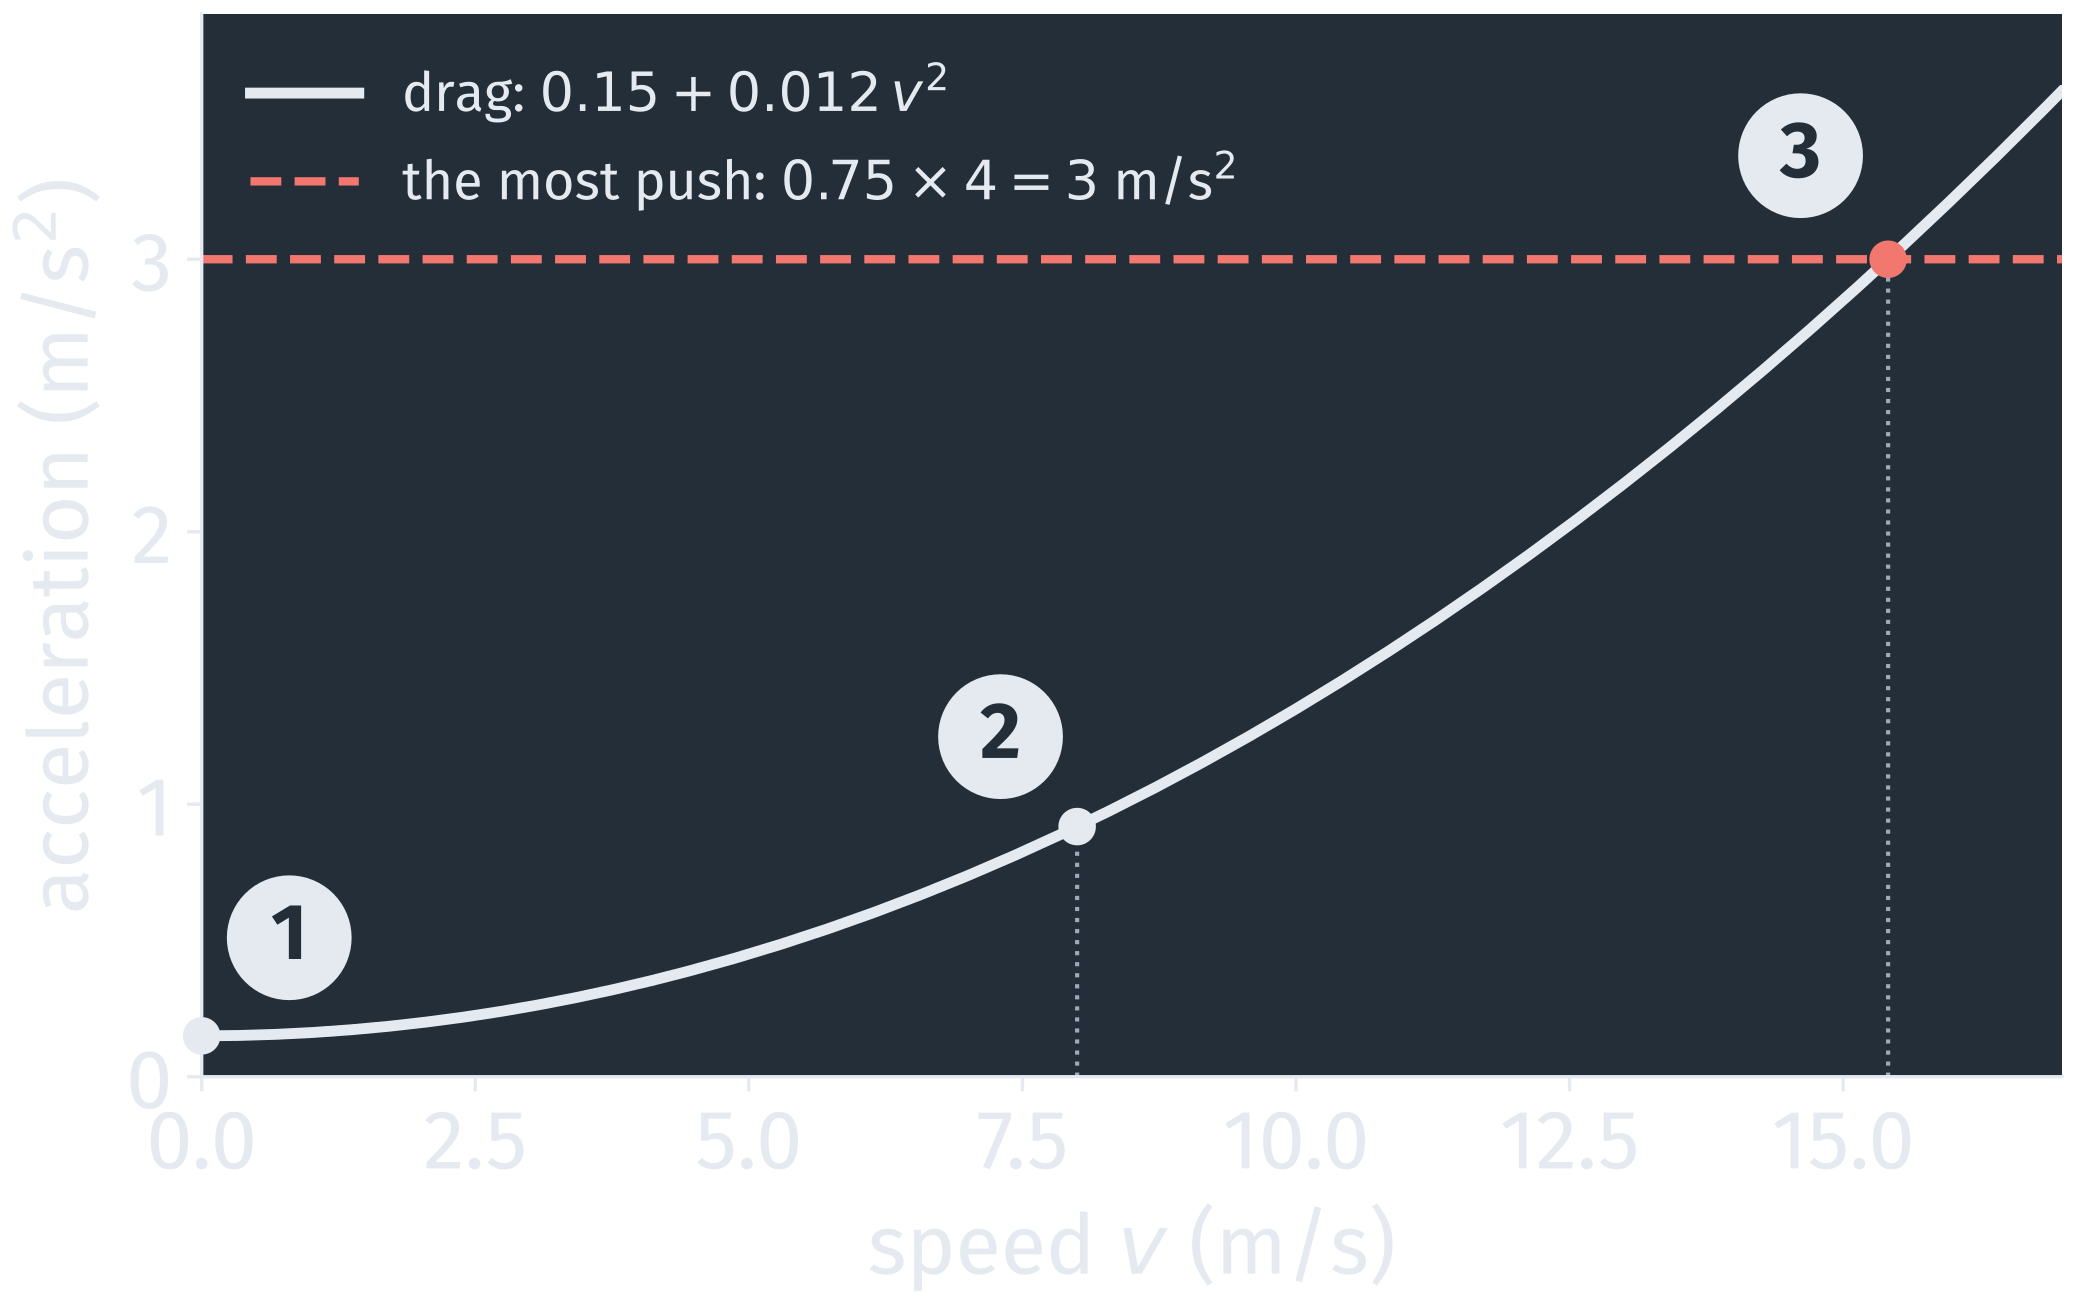 drag: 0.15 + 0.012 v²
the most push: 0.75 × 4 = 3 m/s²
acceleration (m/s²)
3
2
1
0
1
2
3
0.0 2.5 5.0 7.5 10.0 12.5 15.0
speed v (m/s)